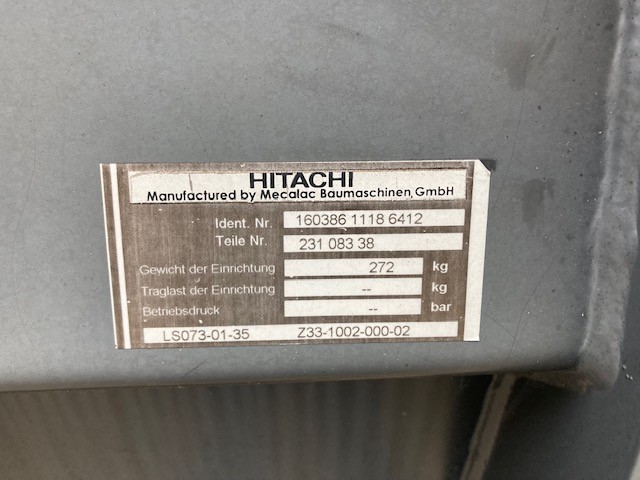 HITACHI
Manufactured by Mecalac Baumaschinen, GmbH
Ident. Nr. 160386 1118 6412
Teile Nr. 231 083 38
Gewicht der Einrichtung 272 kg
Traglast der Einrichtung -- kg
Betriebsdruck -- bar
LS073-01-35 Z33-1002-000-02